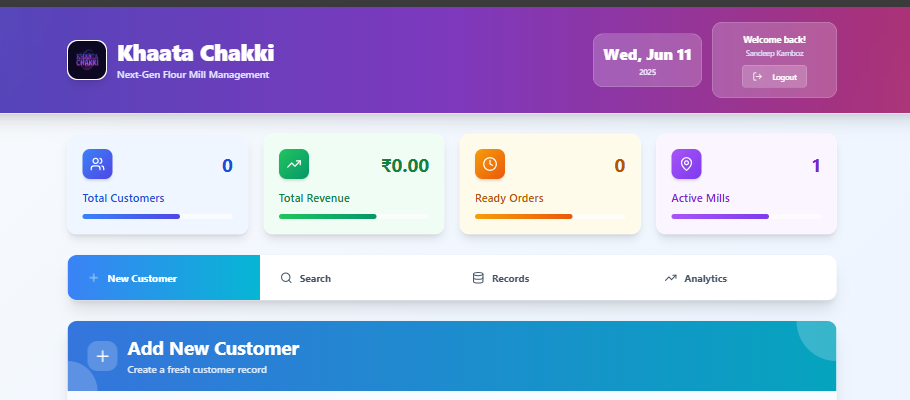 KHAATA
CHAKKI
Khaata Chakki
Next-Gen Flour Mill Management
Wed, Jun 11
2025
Welcome back!
Sandeep Kamboz
Logout
0
Total Customers
₹0.00
Total Revenue
0
Ready Orders
1
Active Mills
New Customer
Search
Records
Analytics
Add New Customer
Create a fresh customer record